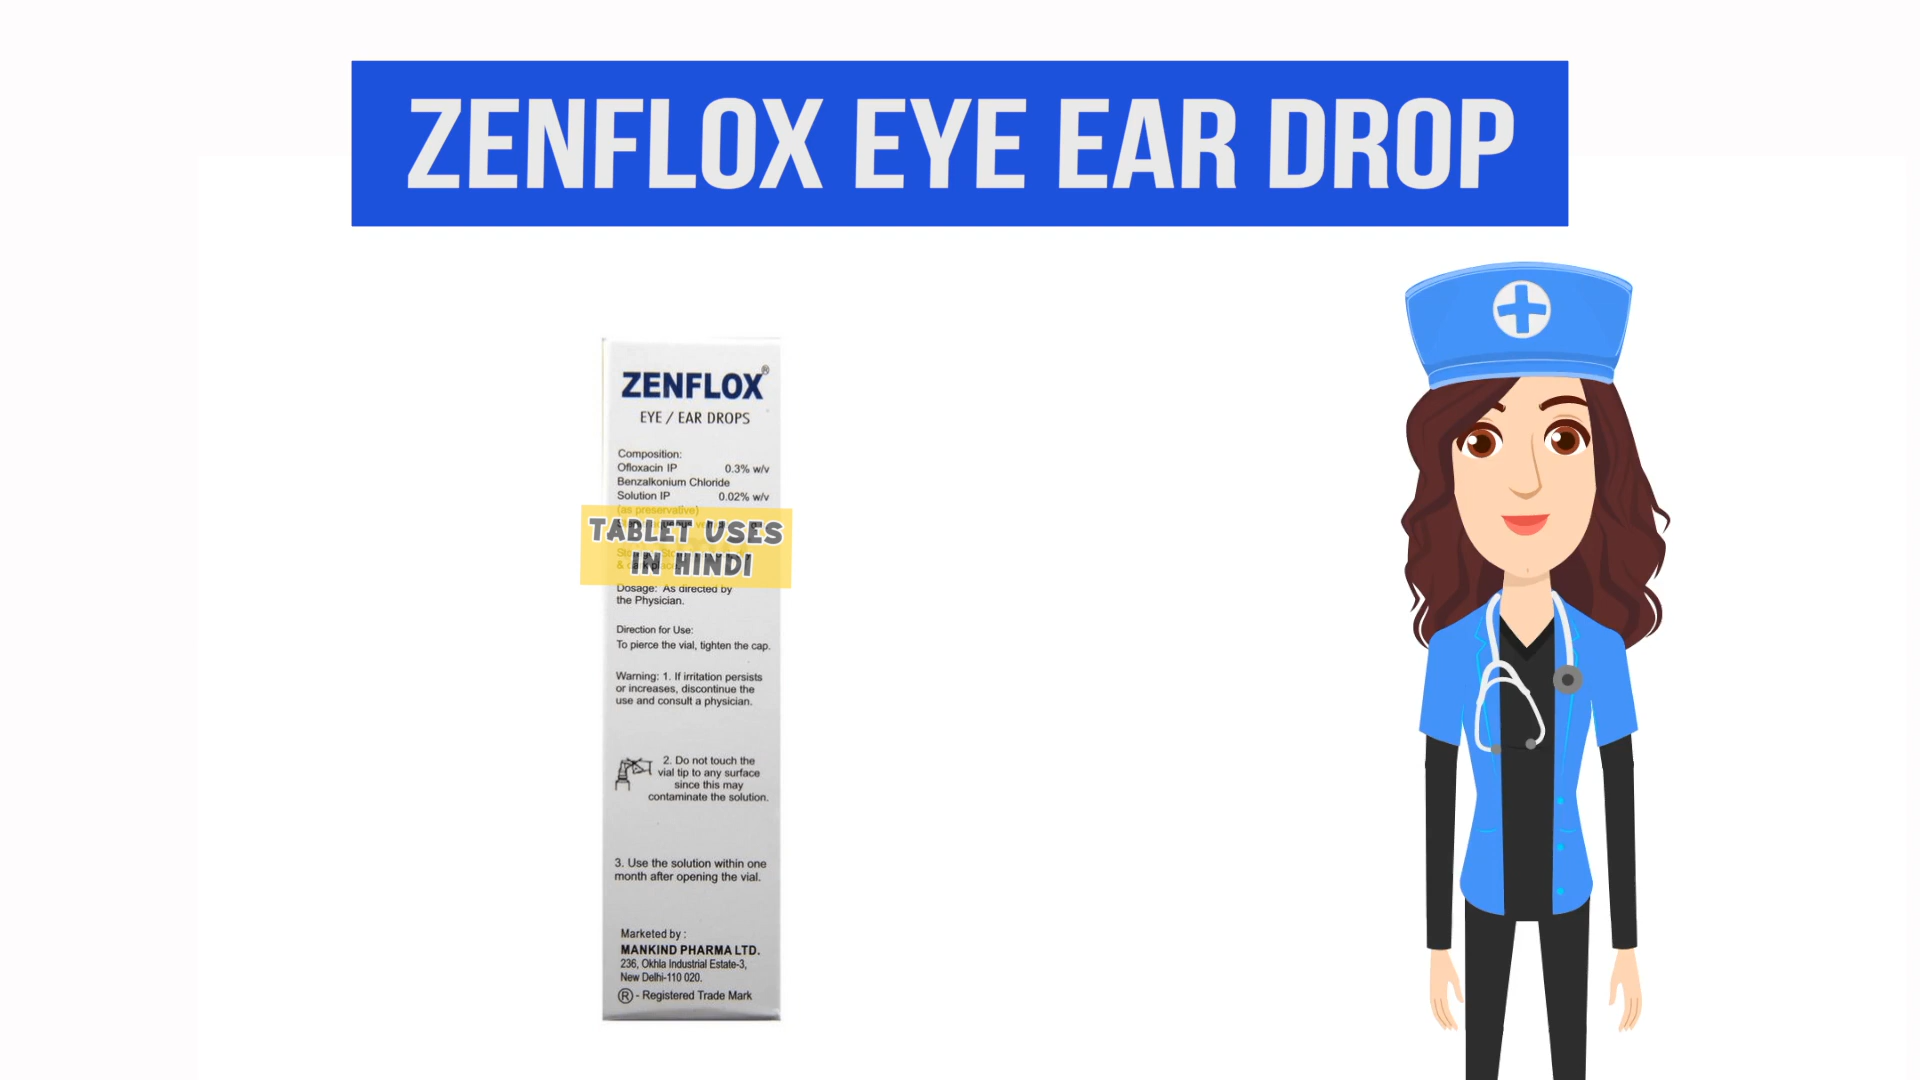 ZENFLOX EYE EAR DROP
ZENFLOX®
EYE / EAR DROPS
Composition:
Ofloxacin IP 0.3% w/v
Benzalkonium Chloride
Solution IP 0.02% w/v
(as preservative)
TABLET USES
IN HINDI
Dosage: As directed by
the Physician.
Direction for Use:
To pierce the vial, tighten the cap.
Warning: 1. If irritation persists
or increases, discontinue the
use and consult a physician.
2. Do not touch the
vial tip to any surface
since this may
contaminate the solution.
3. Use the solution within one
month after opening the vial.
Marketed by :
MANKIND PHARMA LTD.
236, Okhla Industrial Estate-3,
New Delhi-110 020.
® - Registered Trade Mark